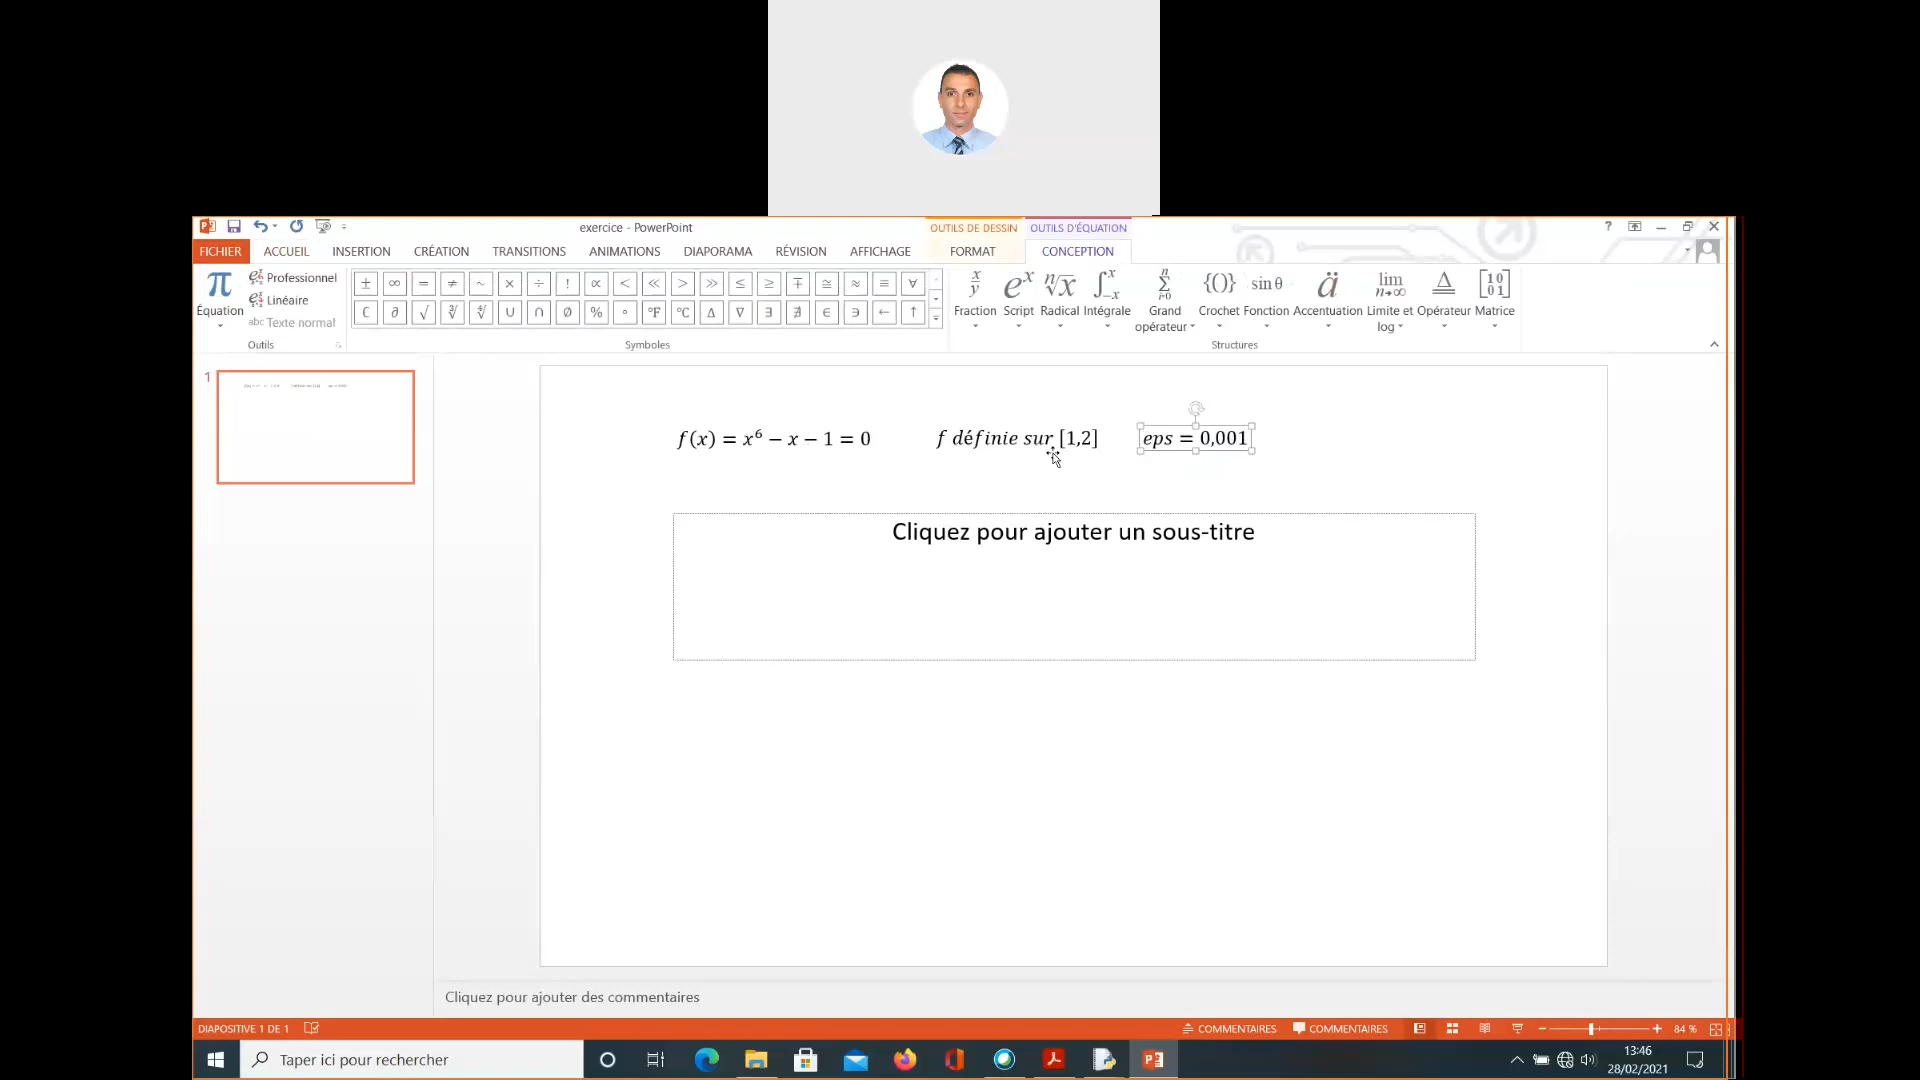 exercice - PowerPoint
OUTILS DE DESSIN
OUTILS D'ÉQUATION
?
FICHIER
ACCUEIL
INSERTION
CRÉATION
TRANSITIONS
ANIMATIONS
DIAPORAMA
RÉVISION
AFFICHAGE
FORMAT
CONCEPTION
π
Équation
Professionnel
Linéaire
abc Texte normal
Outils
± ∞ = ≠ ~ × ÷ ! ∝ < ≪ > ≫ ≤ ≥ ∓ ≅ ≈ ≡ ∀
∁ ∂ √ ∛ ∜ ∪ ∩ ∅ % ° °F °C ∆ ∇ ∃ ∄ ∈ ∋ ← ↑
Symboles
Fraction
Script
Radical
Intégrale
Grand opérateur
Crochet
sin θ
Fonction
Accentuation
lim n→∞
Limite et log
Opérateur
Matrice
Structures
1
f(x) = x⁶ − x − 1 = 0
f définie sur [1,2]
eps = 0,001
Cliquez pour ajouter un sous-titre
Cliquez pour ajouter des commentaires
DIAPOSITIVE 1 DE 1
COMMENTAIRES
COMMENTAIRES
84 %
Taper ici pour rechercher
13:46
28/02/2021